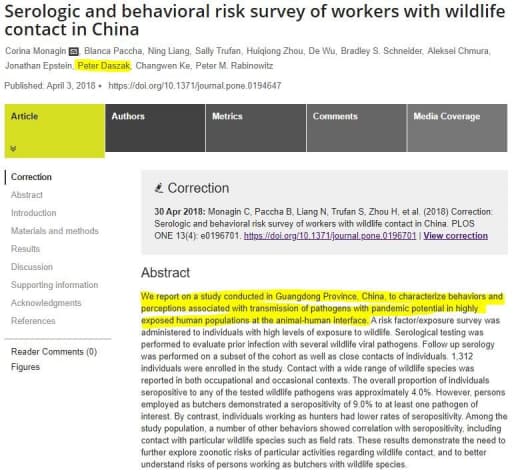 Serologic and behavioral risk survey of workers with wildlife
contact in China
Corina Monagin, Blanca Paccha, Ning Liang, Sally Trufan, Huiqiong Zhou, De Wu, Bradley S. Schneider, Aleksei Chmura,
Jonathan Epstein, Peter Daszak, Changwen Ke, Peter M. Rabinowitz
Published: April 3, 2018 • https://doi.org/10.1371/journal.pone.0194647
Article
Authors
Metrics
Comments
Media Coverage
Correction
Abstract
Introduction
Materials and methods
Results
Discussion
Supporting information
Acknowledgments
References
Reader Comments (0)
Figures
Correction
30 Apr 2018: Monagin C, Paccha B, Liang N, Trufan S, Zhou H, et al. (2018) Correction:
Serologic and behavioral risk survey of workers with wildlife contact in China. PLOS
ONE 13(4): e0196701. https://doi.org/10.1371/journal.pone.0196701 | View correction
Abstract
We report on a study conducted in Guangdong Province, China, to characterize behaviors and
perceptions associated with transmission of pathogens with pandemic potential in highly
exposed human populations at the animal-human interface. A risk factor/exposure survey was
administered to individuals with high levels of exposure to wildlife. Serological testing was
performed to evaluate prior infection with several wildlife viral pathogens. Follow up serology
was performed on a subset of the cohort as well as close contacts of individuals. 1,312
individuals were enrolled in the study. Contact with a wide range of wildlife species was
reported in both occupational and occasional contexts. The overall proportion of individuals
seropositive to any of the tested wildlife pathogens was approximately 4.0%. However, persons
employed as butchers demonstrated a seropositivity of 9.0% to at least one pathogen of
interest. By contrast, individuals working as hunters had lower rates of seropositivity. Among the
study population, a number of other behaviors showed correlation with seropositivity, including
contact with particular wildlife species such as field rats. These results demonstrate the need to
further explore zoonotic risks of particular activities regarding wildlife contact, and to better
understand risks of persons working as butchers with wildlife species.